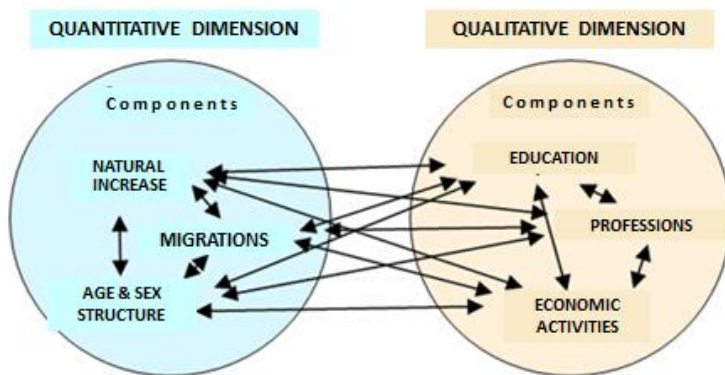 QUANTITATIVE DIMENSION
QUALITATIVE DIMENSION
Components
Components
NATURAL
INCREASE
EDUCATION
MIGRATIONS
PROFESSIONS
AGE & SEX
STRUCTURE
ECONOMIC
ACTIVITIES